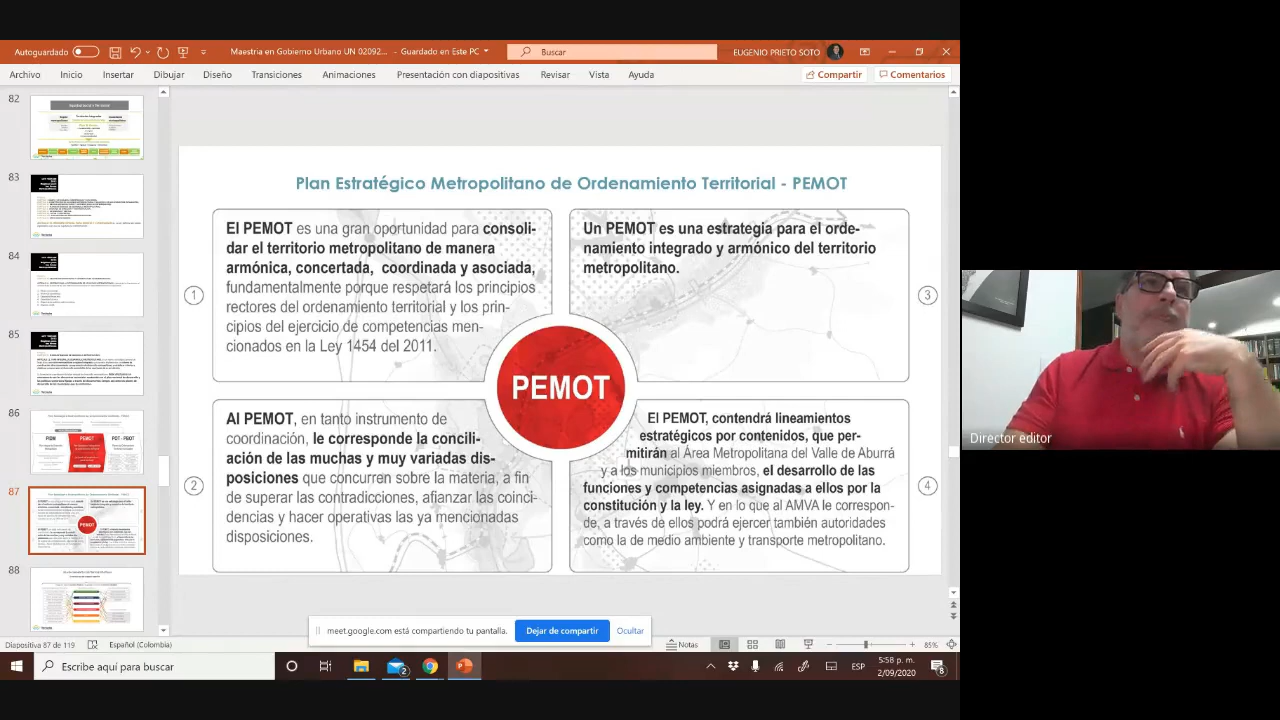 Autoguardado
Maestria en Gobierno Urbano UN 02092... - Guardado en Este PC
Buscar
EUGENIO PRIETO SOTO
Archivo Inicio Insertar Dibujar Diseño Transiciones Animaciones Presentación con diapositivas Revisar Vista Ayuda
Compartir Comentarios
82
83
84
85
86
87
88
Plan Estratégico Metropolitano de Ordenamiento Territorial - PEMOT
1
El PEMOT es una gran oportunidad para consoli-
dar el territorio metropolitano de manera
armónica, concertada, coordinada y asociada,
fundamentalmente porque respetará los principios
rectores del ordenamiento territorial y los prin-
cipios del ejercicio de competencias men-
cionados en la Ley 1454 del 2011.
3
Un PEMOT es una estrategia para el orde-
namiento integrado y armónico del territorio
metropolitano.
PEMOT
2
Al PEMOT, en tanto instrumento de
coordinación, le corresponde la concili-
ación de las muchas y muy variadas dis-
posiciones que concurren sobre la materia, a fin
de superar las contradicciones, afianzar las coinci-
dencias y hacer operativas las ya mencionadas
disposiciones.
4
El PEMOT, contendrá lineamientos
estratégicos por contenidos, que per-
mitirán al Área Metropolitana del Valle de Aburrá
y a los municipios miembros, el desarrollo de las
funciones y competencias asignadas a ellos por la
constitución y la ley. Y en lo que al AMVA le correspon-
de, a través de ellos podrá ejercer también autoridades
como la de medio ambiente y transporte metropolitano.
Director editor
meet.google.com está compartiendo tu pantalla.
Dejar de compartir
Ocultar
Diapositiva 87 de 119
Español (Colombia)
Notas
85%
Escribe aquí para buscar
2
ESP
5:58 p. m.
2/09/2020
8